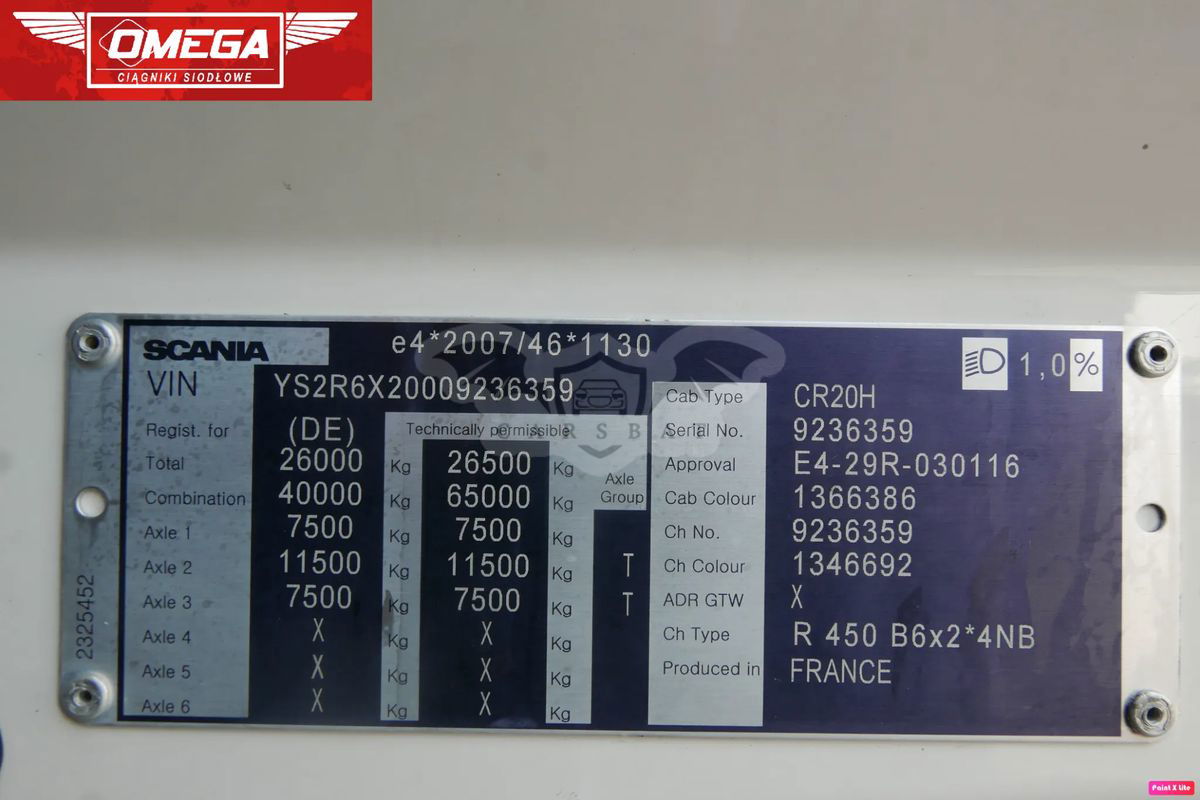 OMEGA
CIĄGNIKI SIODŁOWE
SCANIA e4*2007/46*1130 1,0%
VIN YS2R6X20009236359
Cab Type CR20H
Regist. for (DE) Technically permissible
Serial No. 9236359
Total 26000 Kg 26500 Kg
Approval E4-29R-030116
Axle Group
Combination 40000 Kg 65000 Kg
Cab Colour 1366386
Axle 1 7500 Kg 7500 Kg
Ch No. 9236359
Axle 2 11500 Kg 11500 Kg T
Ch Colour 1346692
Axle 3 7500 Kg 7500 Kg T
ADR GTW X
Axle 4 X Kg X Kg
Ch Type R 450 B6x2*4NB
Axle 5 X Kg X Kg
Produced in FRANCE
Axle 6 X Kg X Kg
2325452
Paint X Lite